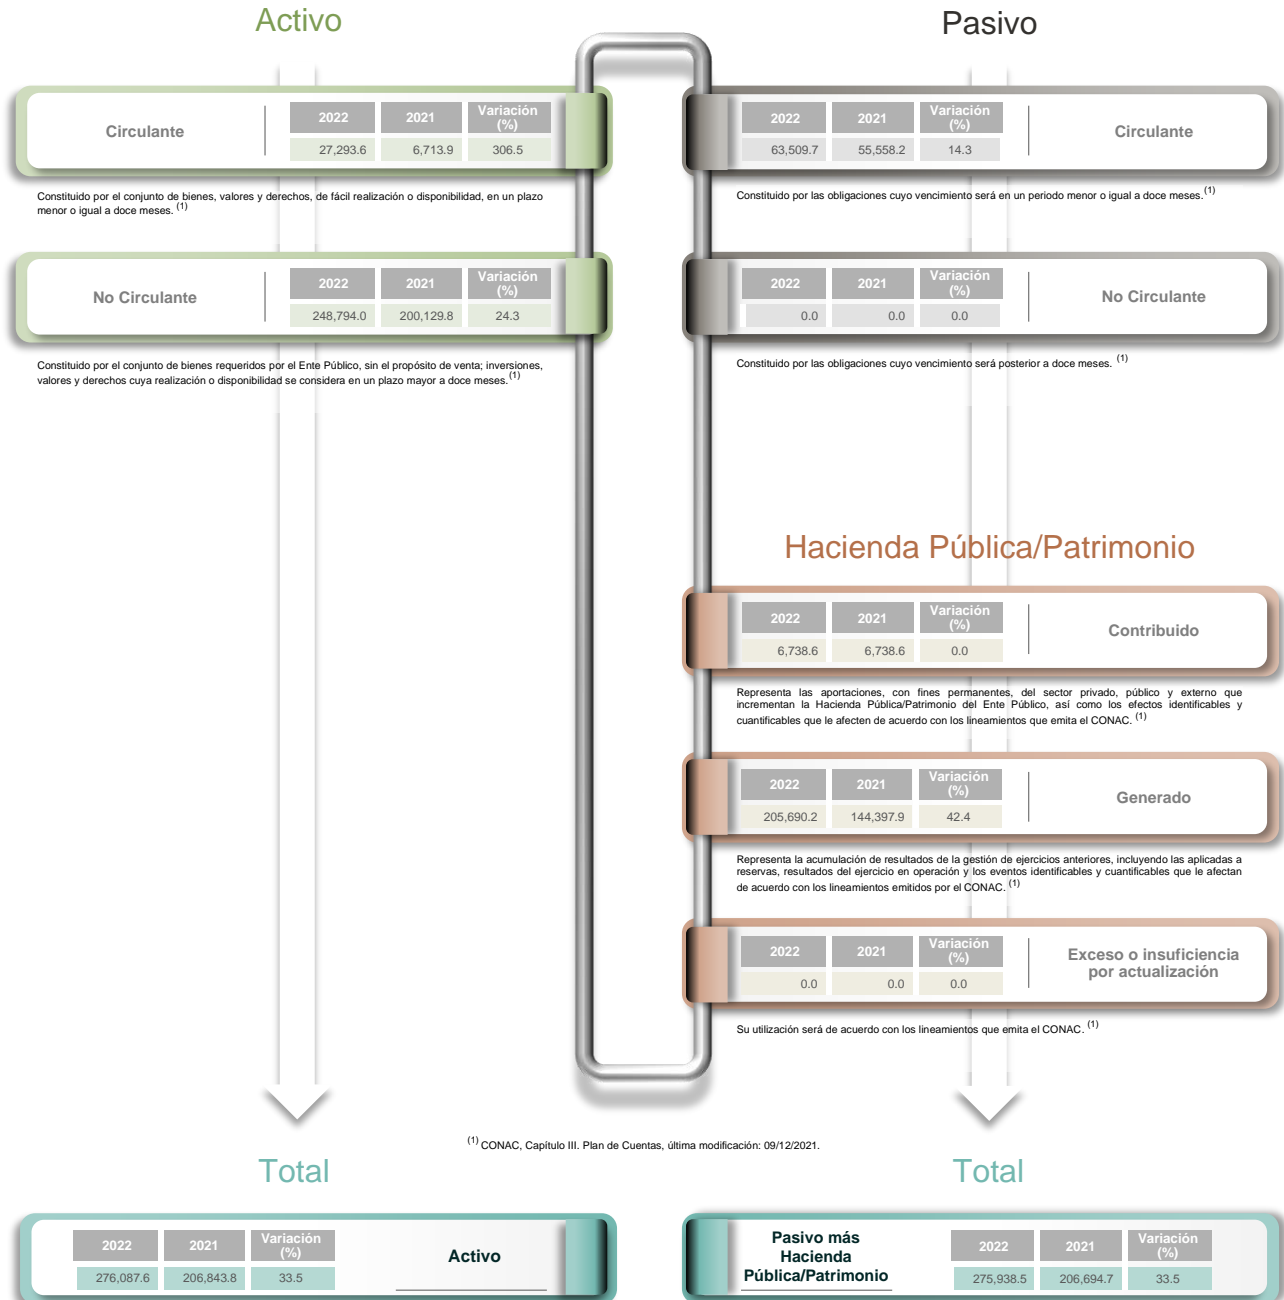 Activo
Circulante
2022 2021 Variación (%)
27,293.6 6,713.9 306.5
Constituido por el conjunto de bienes, valores y derechos, de fácil realización o disponibilidad, en un plazo
menor o igual a doce meses. (1)
No Circulante
2022 2021 Variación (%)
248,794.0 200,129.8 24.3
Constituido por el conjunto de bienes requeridos por el Ente Público, sin el propósito de venta; inversiones,
valores y derechos cuya realización o disponibilidad se considera en un plazo mayor a doce meses. (1)
Pasivo
2022 2021 Variación (%)
63,509.7 55,558.2 14.3
Circulante
Constituido por las obligaciones cuyo vencimiento será en un periodo menor o igual a doce meses. (1)
2022 2021 Variación (%)
0.0 0.0 0.0
No Circulante
Constituido por las obligaciones cuyo vencimiento será posterior a doce meses. (1)
Hacienda Pública/Patrimonio
2022 2021 Variación (%)
6,738.6 6,738.6 0.0
Contribuido
Representa las aportaciones, con fines permanentes, del sector privado, público y externo que
incrementan la Hacienda Pública/Patrimonio del Ente Público, así como los efectos identificables y
cuantificables que le afecten de acuerdo con los lineamientos que emita el CONAC. (1)
2022 2021 Variación (%)
205,690.2 144,397.9 42.4
Generado
Representa la acumulación de resultados de la gestión de ejercicios anteriores, incluyendo las aplicadas a
reservas, resultados del ejercicio en operación y los eventos identificables y cuantificables que le afectan
de acuerdo con los lineamientos emitidos por el CONAC. (1)
2022 2021 Variación (%)
0.0 0.0 0.0
Exceso o insuficiencia
por actualización
Su utilización será de acuerdo con los lineamientos que emita el CONAC. (1)
(1) CONAC, Capítulo III. Plan de Cuentas, última modificación: 09/12/2021.
Total
2022 2021 Variación (%)
276,087.6 206,843.8 33.5
Activo
Total
Pasivo más
Hacienda
Pública/Patrimonio
2022 2021 Variación (%)
275,938.5 206,694.7 33.5